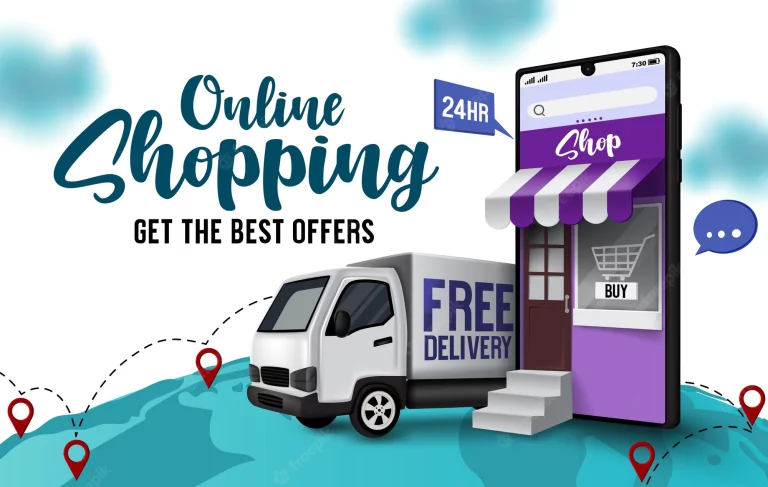 Online
Shopping
GET THE BEST OFFERS
24HR
7:30
Shop
BUY
FREE
DELIVERY